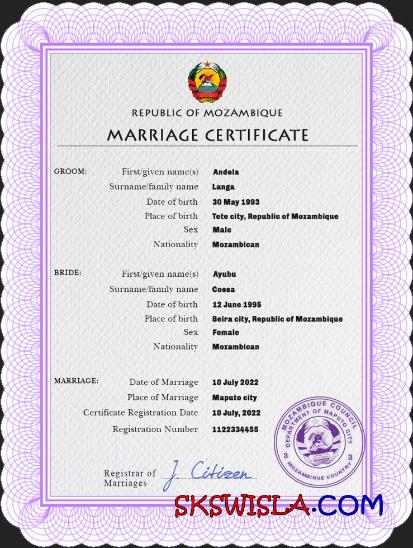 REPUBLIC OF MOZAMBIQUE
MARRIAGE CERTIFICATE
GROOM: First/given name(s) Andela
Surname/family name Langa
Date of birth 30 May 1993
Place of birth Tete city, Republic of Mozambique
Sex Male
Nationality Mozambican
BRIDE: First/given name(s) Ayubu
Surname/family name Cossa
Date of birth 12 June 1995
Place of birth Beira city, Republic of Mozambique
Sex Female
Nationality Mozambican
MARRIAGE: Date of Marriage 10 July 2022
Place of Marriage Maputo city
Certificate Registration Date 10 July, 2022
Registration Number 1122334455
MOZAMBIQUE COUNCIL
DEPARTMENT OF MAPUTO CITY
MOZAMBIQUE COUNTRY
Registrar of
Marriages
J. Citizen
SKSWISLA.COM